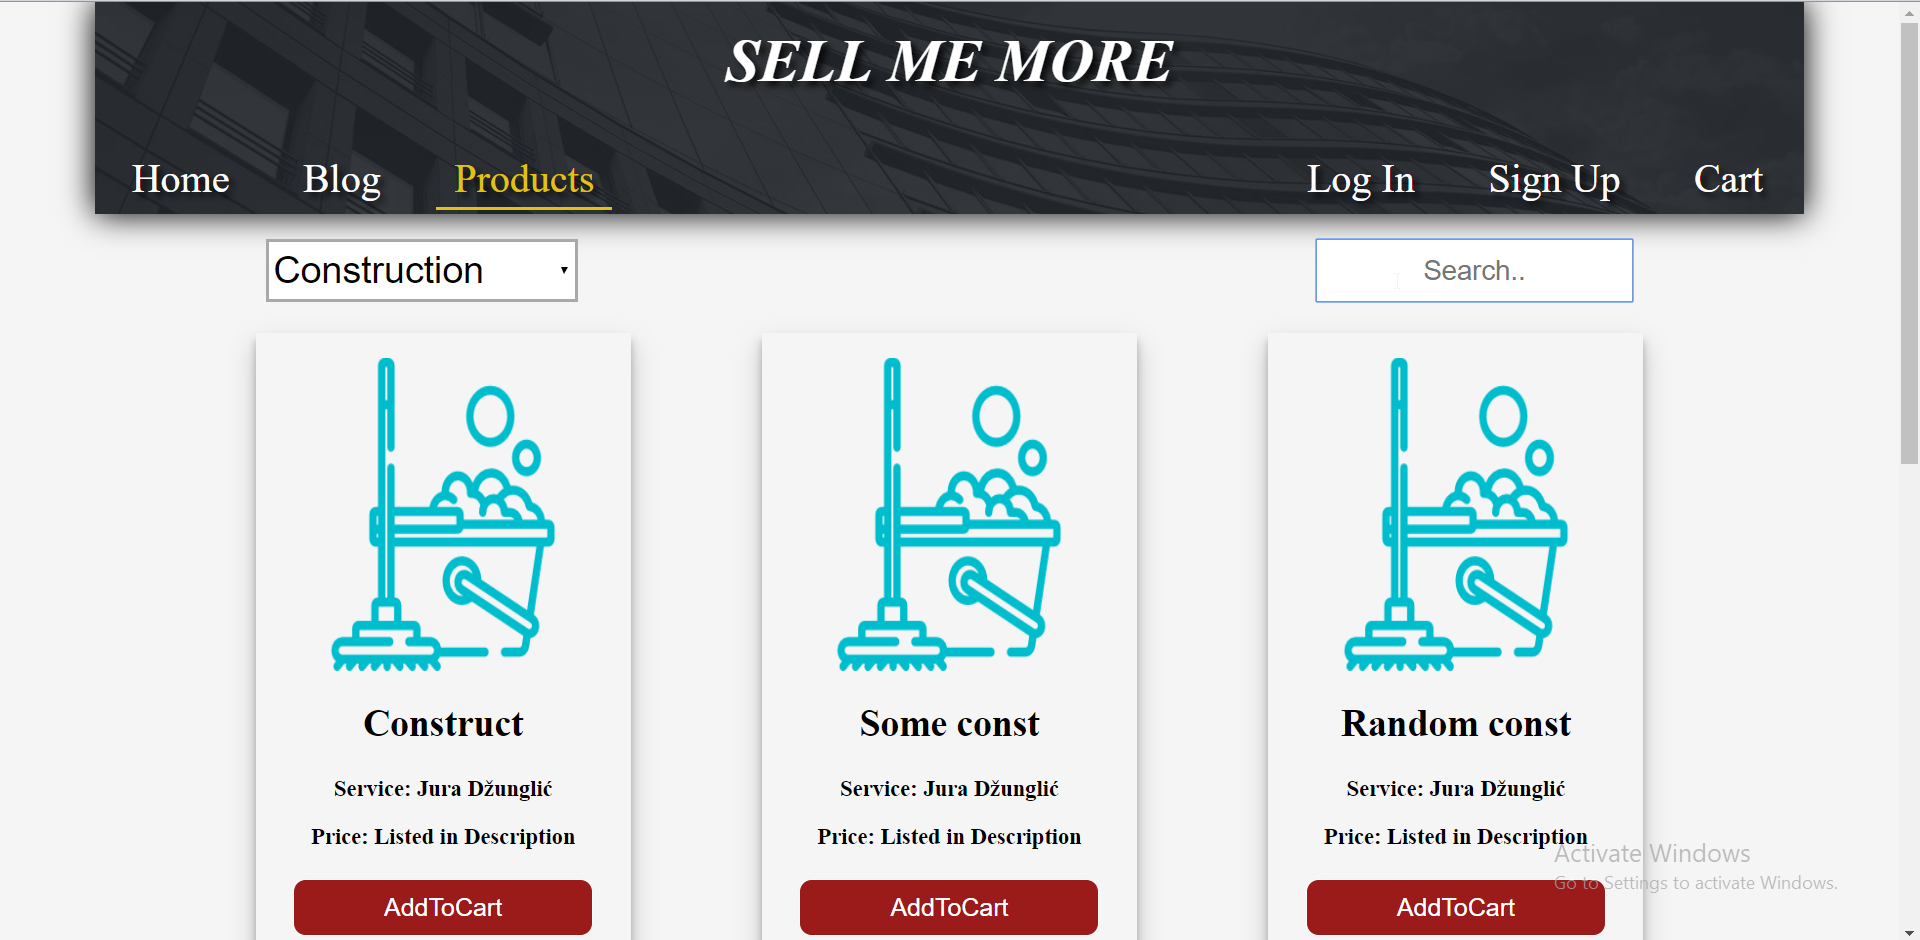 SELL ME MORE
Home Blog Products Log In Sign Up Cart
Construction Search..
Construct Some const Random const
Service: Jura Džunglić Service: Jura Džunglić Service: Jura Džunglić
Price: Listed in Description Price: Listed in Description Price: Listed in Description
Activate Windows
Go to Settings to activate Windows.
AddToCart AddToCart AddToCart